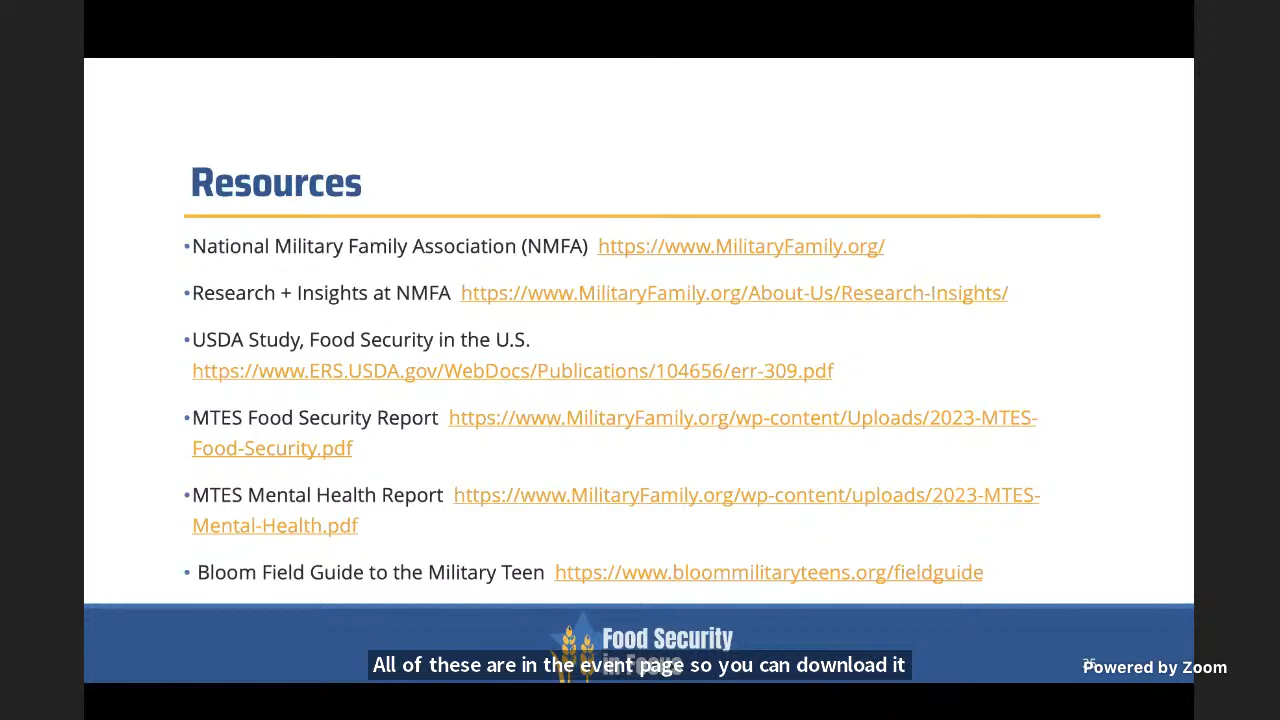 Resources
•National Military Family Association (NMFA) https://www.MilitaryFamily.org/
•Research + Insights at NMFA https://www.MilitaryFamily.org/About-Us/Research-Insights/
•USDA Study, Food Security in the U.S.
https://www.ERS.USDA.gov/WebDocs/Publications/104656/err-309.pdf
•MTES Food Security Report https://www.MilitaryFamily.org/wp-content/Uploads/2023-MTES-
Food-Security.pdf
•MTES Mental Health Report https://www.MilitaryFamily.org/wp-content/uploads/2023-MTES-
Mental-Health.pdf
• Bloom Field Guide to the Military Teen https://www.bloommilitaryteens.org/fieldguide
Food Security
in Focus
All of these are in the event page so you can download it
Powered by Zoom